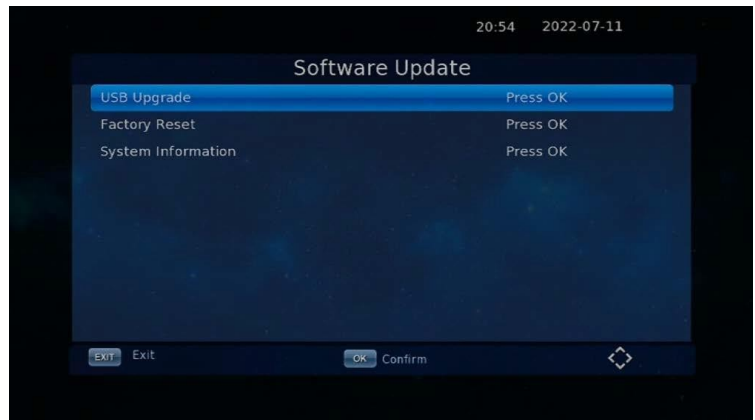 20:54 2022-07-11
Software Update
USB Upgrade Press OK
Factory Reset Press OK
System Information Press OK
EXIT Exit OK Confirm